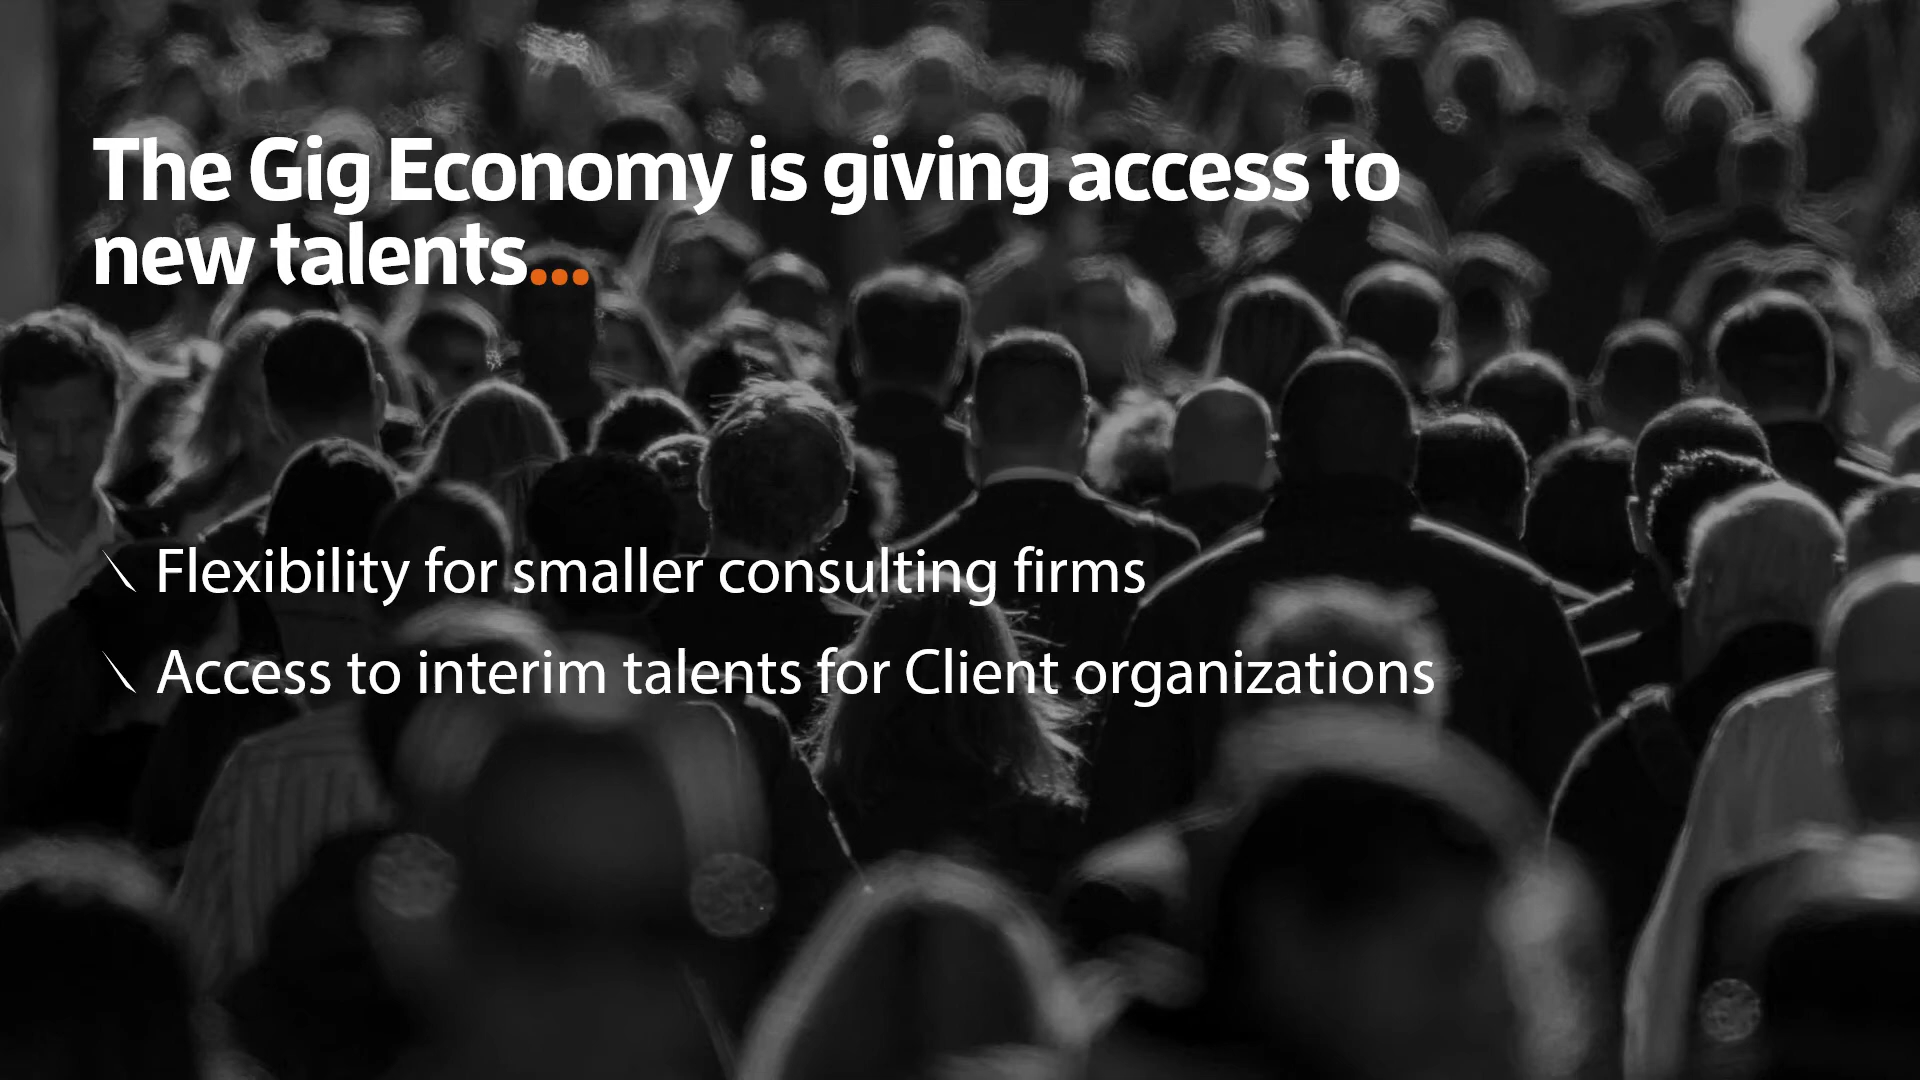 The Gig Economy is giving access to
new talents...
Flexibility for smaller consulting firms
Access to interim talents for Client organizations